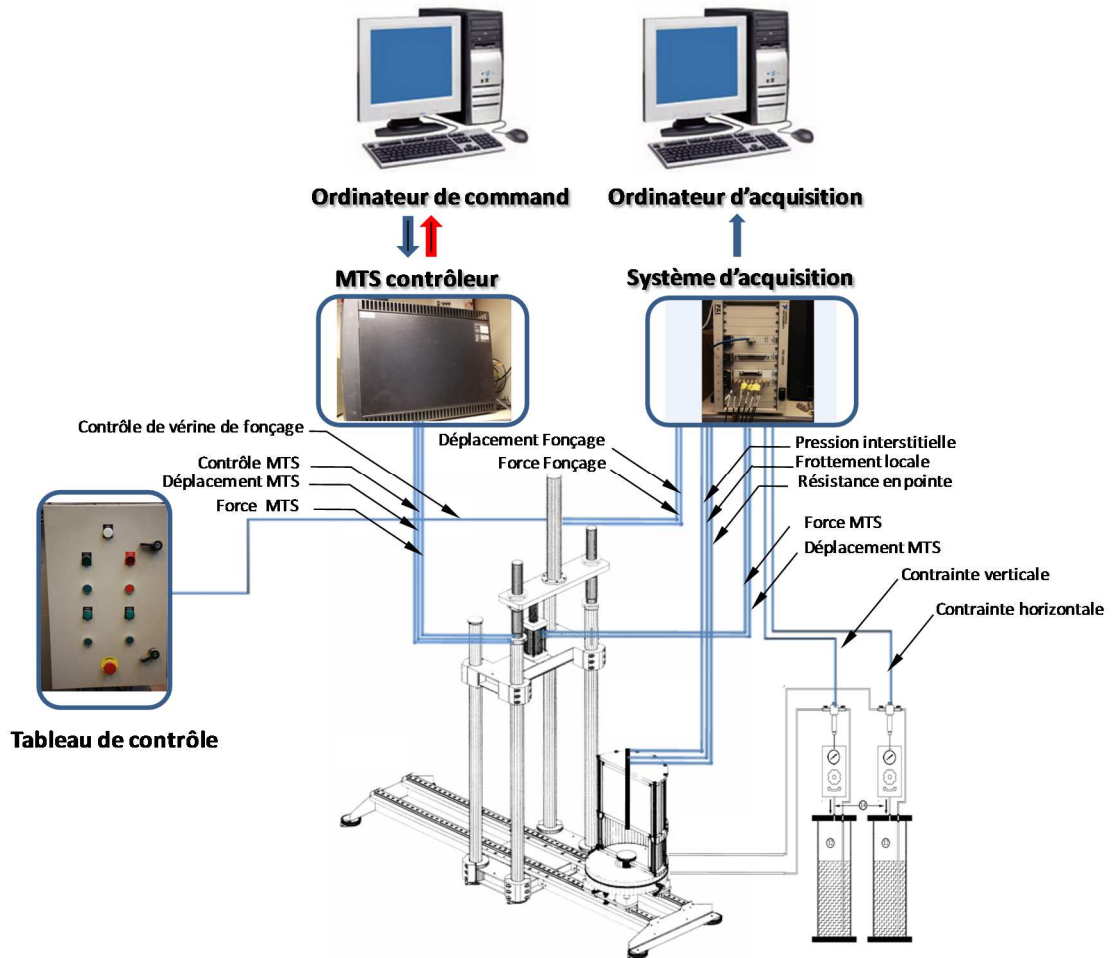 Ordinateur de command
Ordinateur d'acquisition
MTS contrôleur
Système d'acquisition
Contrôle de vérine de fonçage
Contrôle MTS
Déplacement MTS
Force MTS
Déplacement Fonçage
Force Fonçage
Pression interstitielle
Frottement locale
Résistance en pointe
Force MTS
Déplacement MTS
Contrainte verticale
Contrainte horizontale
Tableau de contrôle